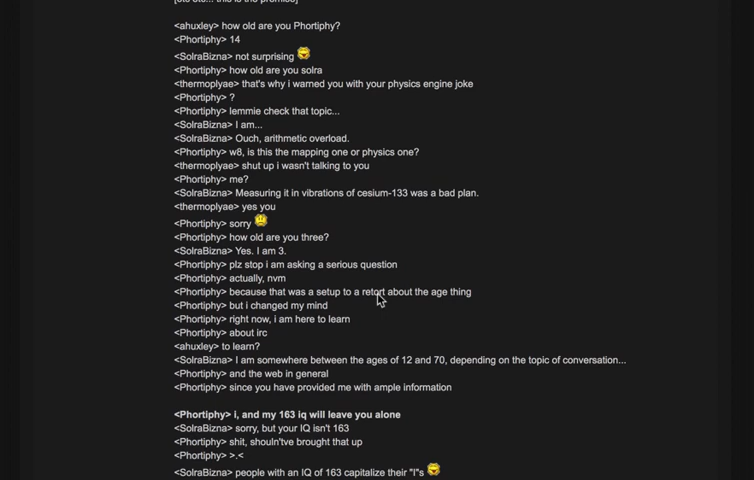 [etc etc... this is the promise]
<ahuxley> how old are you Phortiphy?
<Phortiphy> 14
<SolraBizna> not surprising
<Phortiphy> how old are you solra
<thermoplyae> that's why i warned you with your physics engine joke
<Phortiphy> ?
<Phortiphy> lemmie check that topic...
<SolraBizna> I am...
<SolraBizna> Ouch, arithmetic overload.
<Phortiphy> w8, is this the mapping one or physics one?
<thermoplyae> shut up i wasn't talking to you
<Phortiphy> me?
<SolraBizna> Measuring it in vibrations of cesium-133 was a bad plan.
<thermoplyae> yes you
<Phortiphy> sorry
<Phortiphy> how old are you three?
<SolraBizna> Yes. I am 3.
<Phortiphy> plz stop i am asking a serious question
<Phortiphy> actually, nvm
<Phortiphy> because that was a setup to a retort about the age thing
<Phortiphy> but i changed my mind
<Phortiphy> right now, i am here to learn
<Phortiphy> about irc
<ahuxley> to learn?
<SolraBizna> I am somewhere between the ages of 12 and 70, depending on the topic of conversation...
<Phortiphy> and the web in general
<Phortiphy> since you have provided me with ample information
<Phortiphy> i, and my 163 iq will leave you alone
<SolraBizna> sorry, but your IQ isn't 163
<Phortiphy> shit, shouln'tve brought that up
<Phortiphy> >.<
<SolraBizna> people with an IQ of 163 capitalize their "I"s